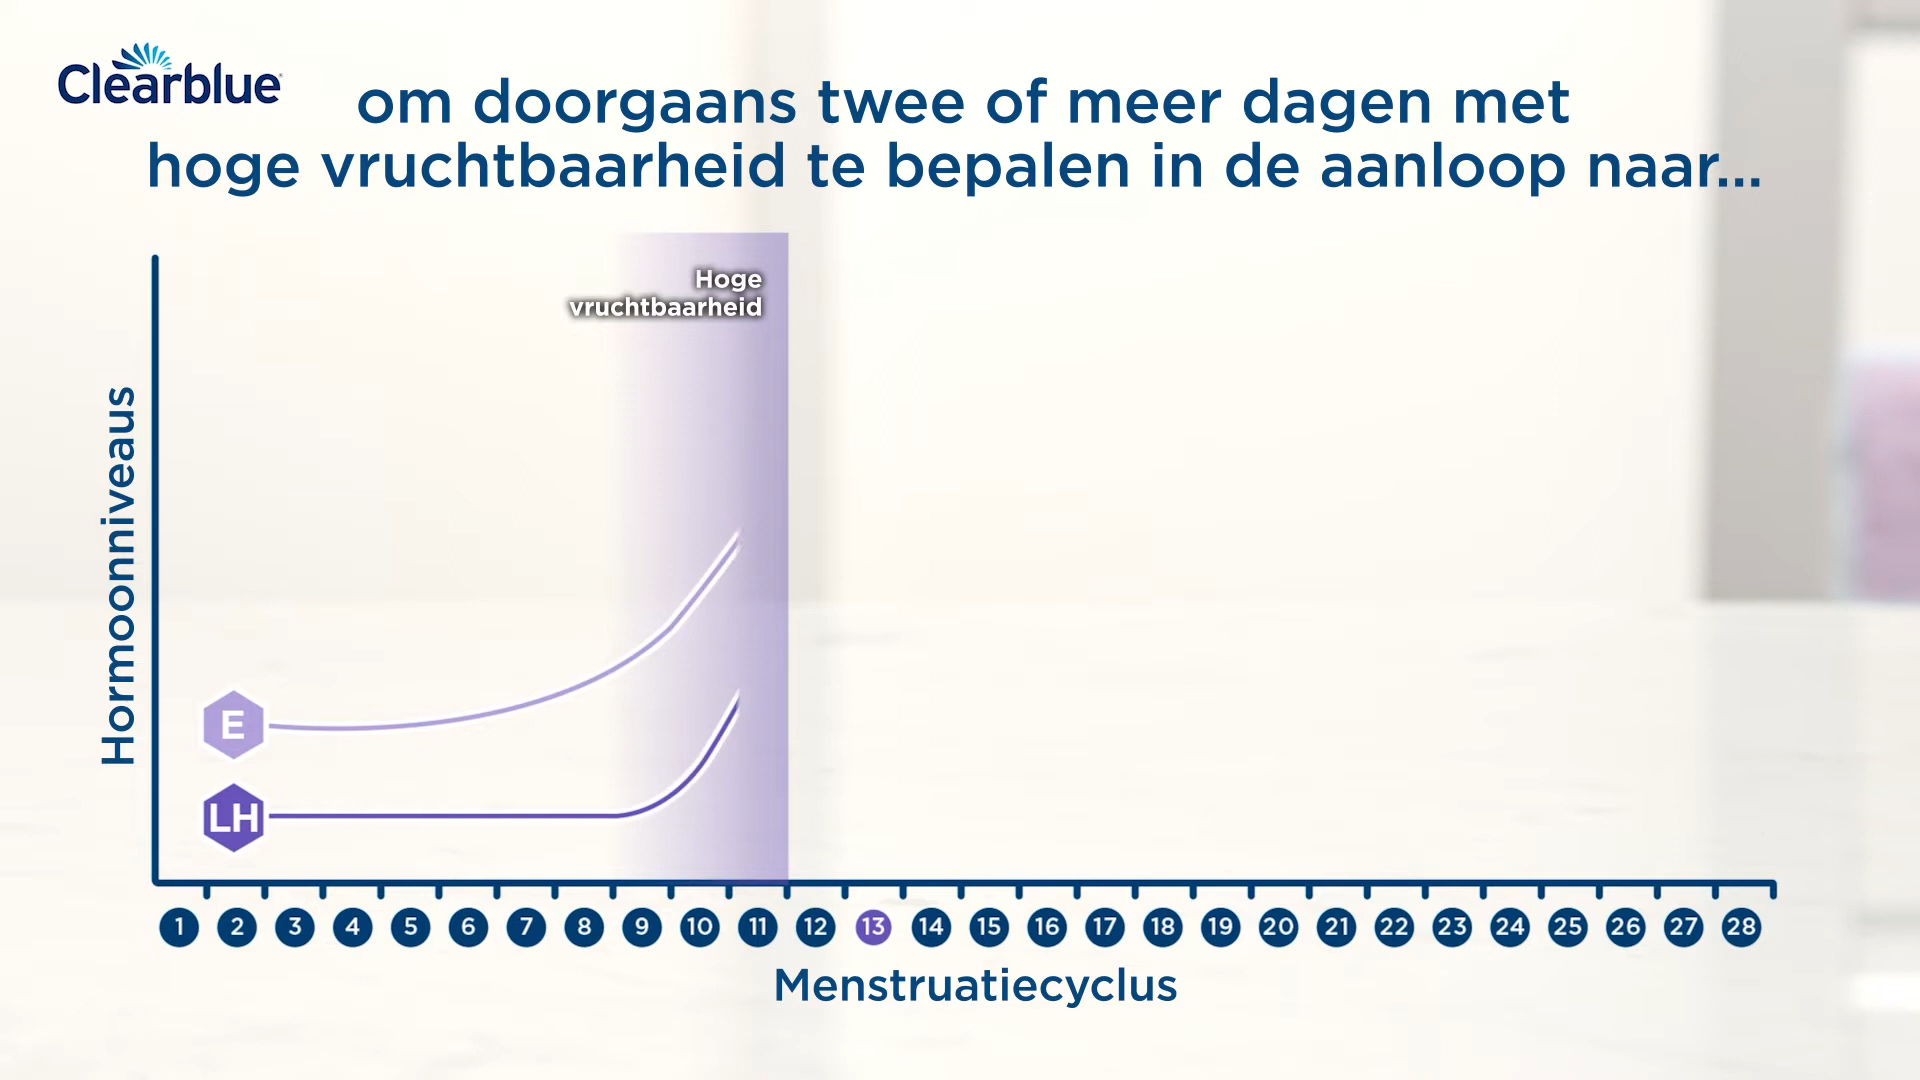 Clearblue
om doorgaans twee of meer dagen met
hoge vruchtbaarheid te bepalen in de aanloop naar...
Hoge
vruchtbaarheid
Hormoonniveaus
E
LH
1 2 3 4 5 6 7 8 9 10 11 12 13 14 15 16 17 18 19 20 21 22 23 24 25 26 27 28
Menstruatiecyclus